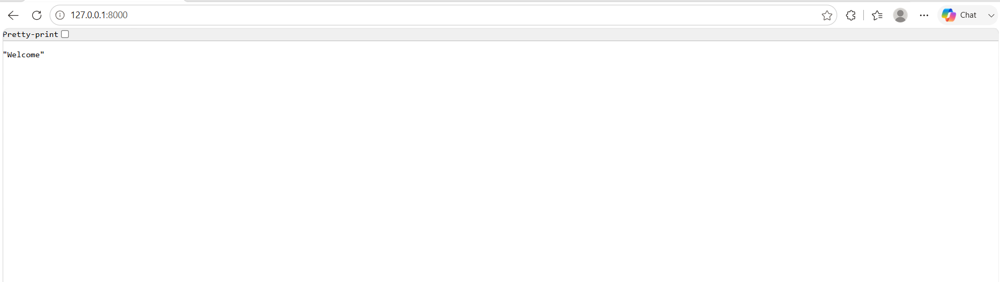 127.0.0.1:8000
Chat
Pretty-print
"Welcome"